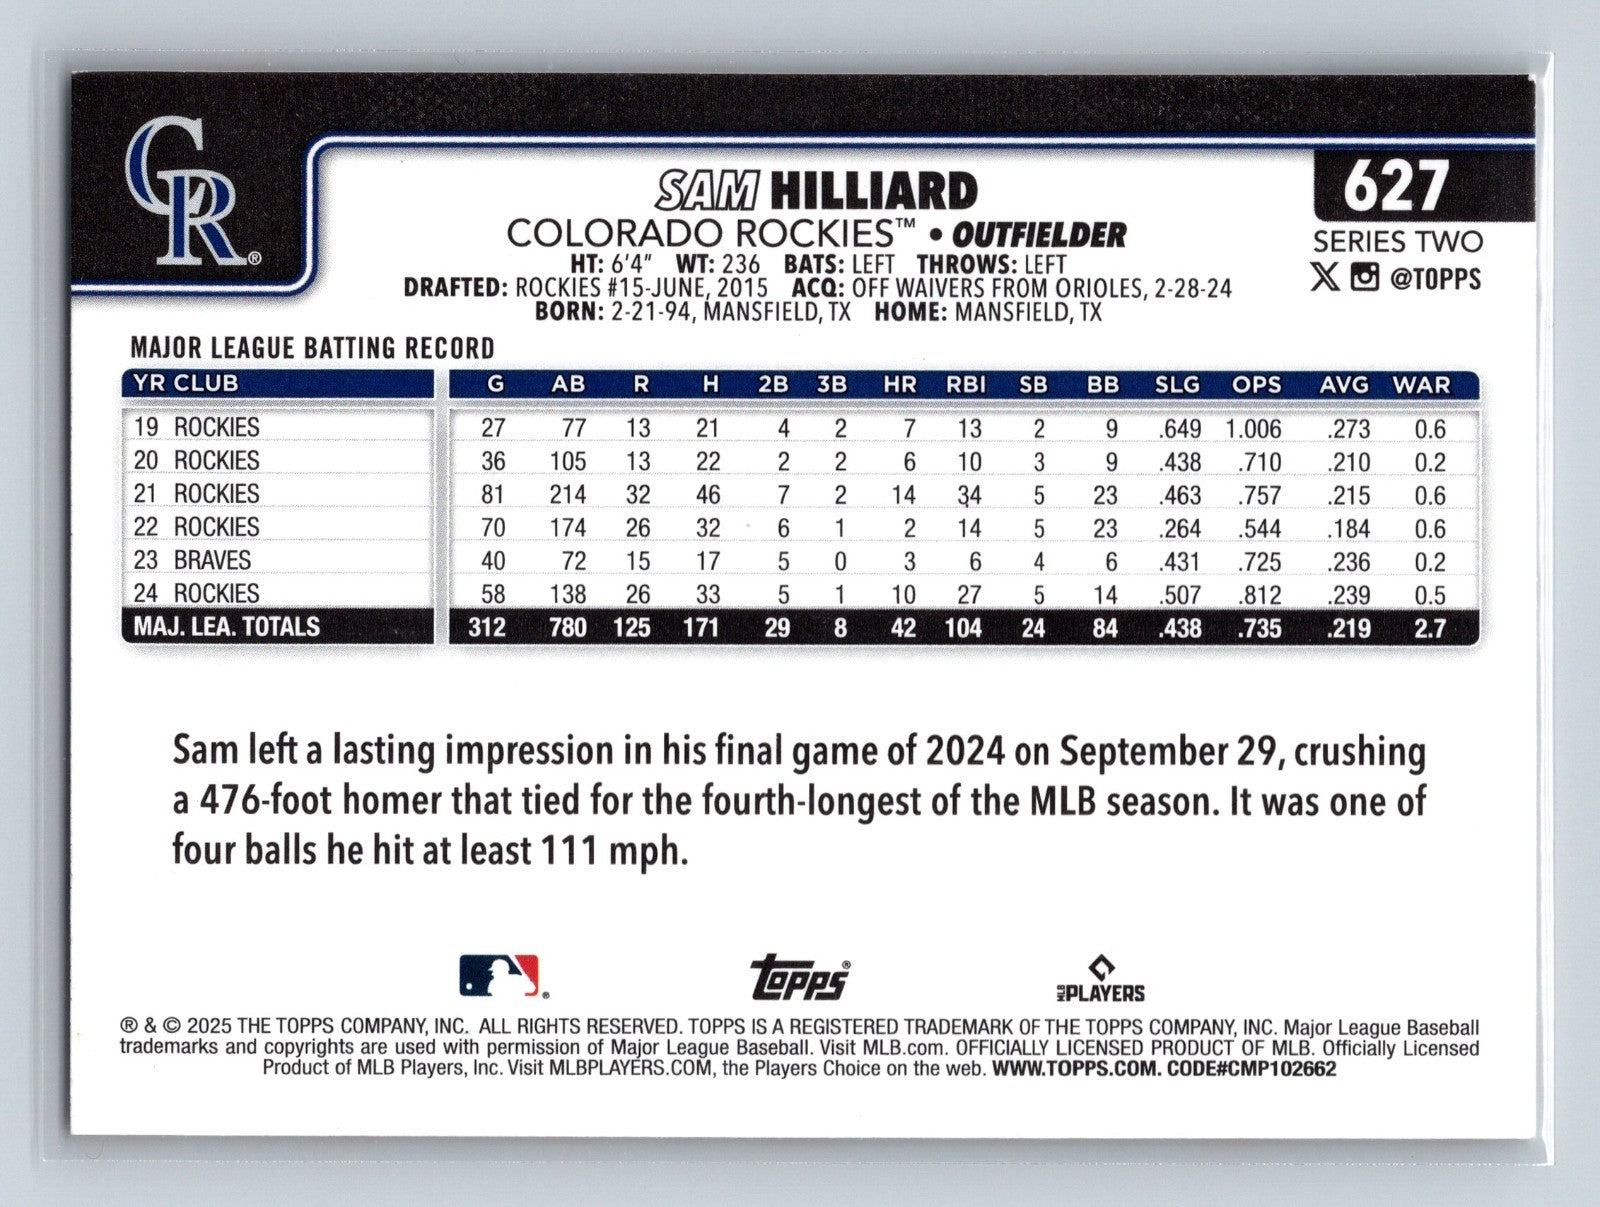 CR®
627
SAM HILLIARD
COLORADO ROCKIES™ • OUTFIELDER
SERIES TWO
HT: 6'4" WT: 236 BATS: LEFT THROWS: LEFT
@TOPPS
DRAFTED: ROCKIES #15-JUNE, 2015 ACQ: OFF WAIVERS FROM ORIOLES, 2-28-24
BORN: 2-21-94, MANSFIELD, TX HOME: MANSFIELD, TX
MAJOR LEAGUE BATTING RECORD
YR CLUB G AB R H 2B 3B HR RBI SB BB SLG OPS AVG WAR
19 ROCKIES 27 77 13 21 4 2 7 13 2 9 .649 1.006 .273 0.6
20 ROCKIES 36 105 13 22 2 2 6 10 3 9 .438 .710 .210 0.2
21 ROCKIES 81 214 32 46 7 2 14 34 5 23 .463 .757 .215 0.6
22 ROCKIES 70 174 26 32 6 1 2 14 5 23 .264 .544 .184 0.6
23 BRAVES 40 72 15 17 5 0 3 6 4 6 .431 .725 .236 0.2
24 ROCKIES 58 138 26 33 5 1 10 27 5 14 .507 .812 .239 0.5
MAJ. LEA. TOTALS 312 780 125 171 29 8 42 104 24 84 .438 .735 .219 2.7
Sam left a lasting impression in his final game of 2024 on September 29, crushing
a 476-foot homer that tied for the fourth-longest of the MLB season. It was one of
four balls he hit at least 111 mph.
Topps®
MLB PLAYERS
® & © 2025 THE TOPPS COMPANY, INC. ALL RIGHTS RESERVED. TOPPS IS A REGISTERED TRADEMARK OF THE TOPPS COMPANY, INC. Major League Baseball
trademarks and copyrights are used with permission of Major League Baseball. Visit MLB.com. OFFICIALLY LICENSED PRODUCT OF MLB. Officially Licensed
Product of MLB Players, Inc. Visit MLBPLAYERS.COM, the Players Choice on the web. WWW.TOPPS.COM. CODE#CMP102662